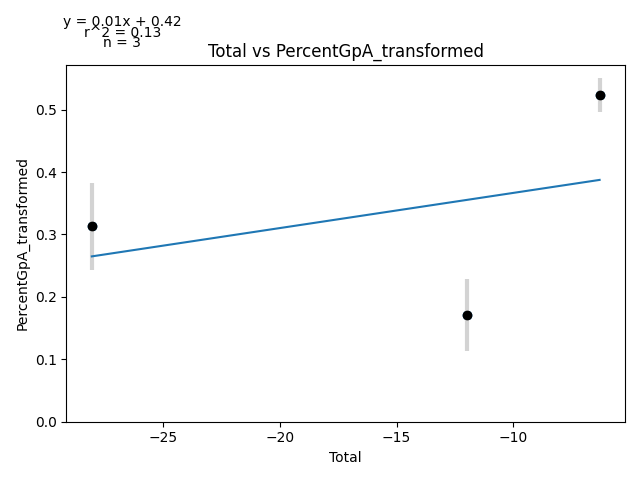 y = 0.01x + 0.42
r^2 = 0.13
n = 3
Total vs PercentGpA_transformed
PercentGpA_transformed
0.5
0.4
0.3
0.2
0.1
0.0
−25
−20
−15
−10
Total